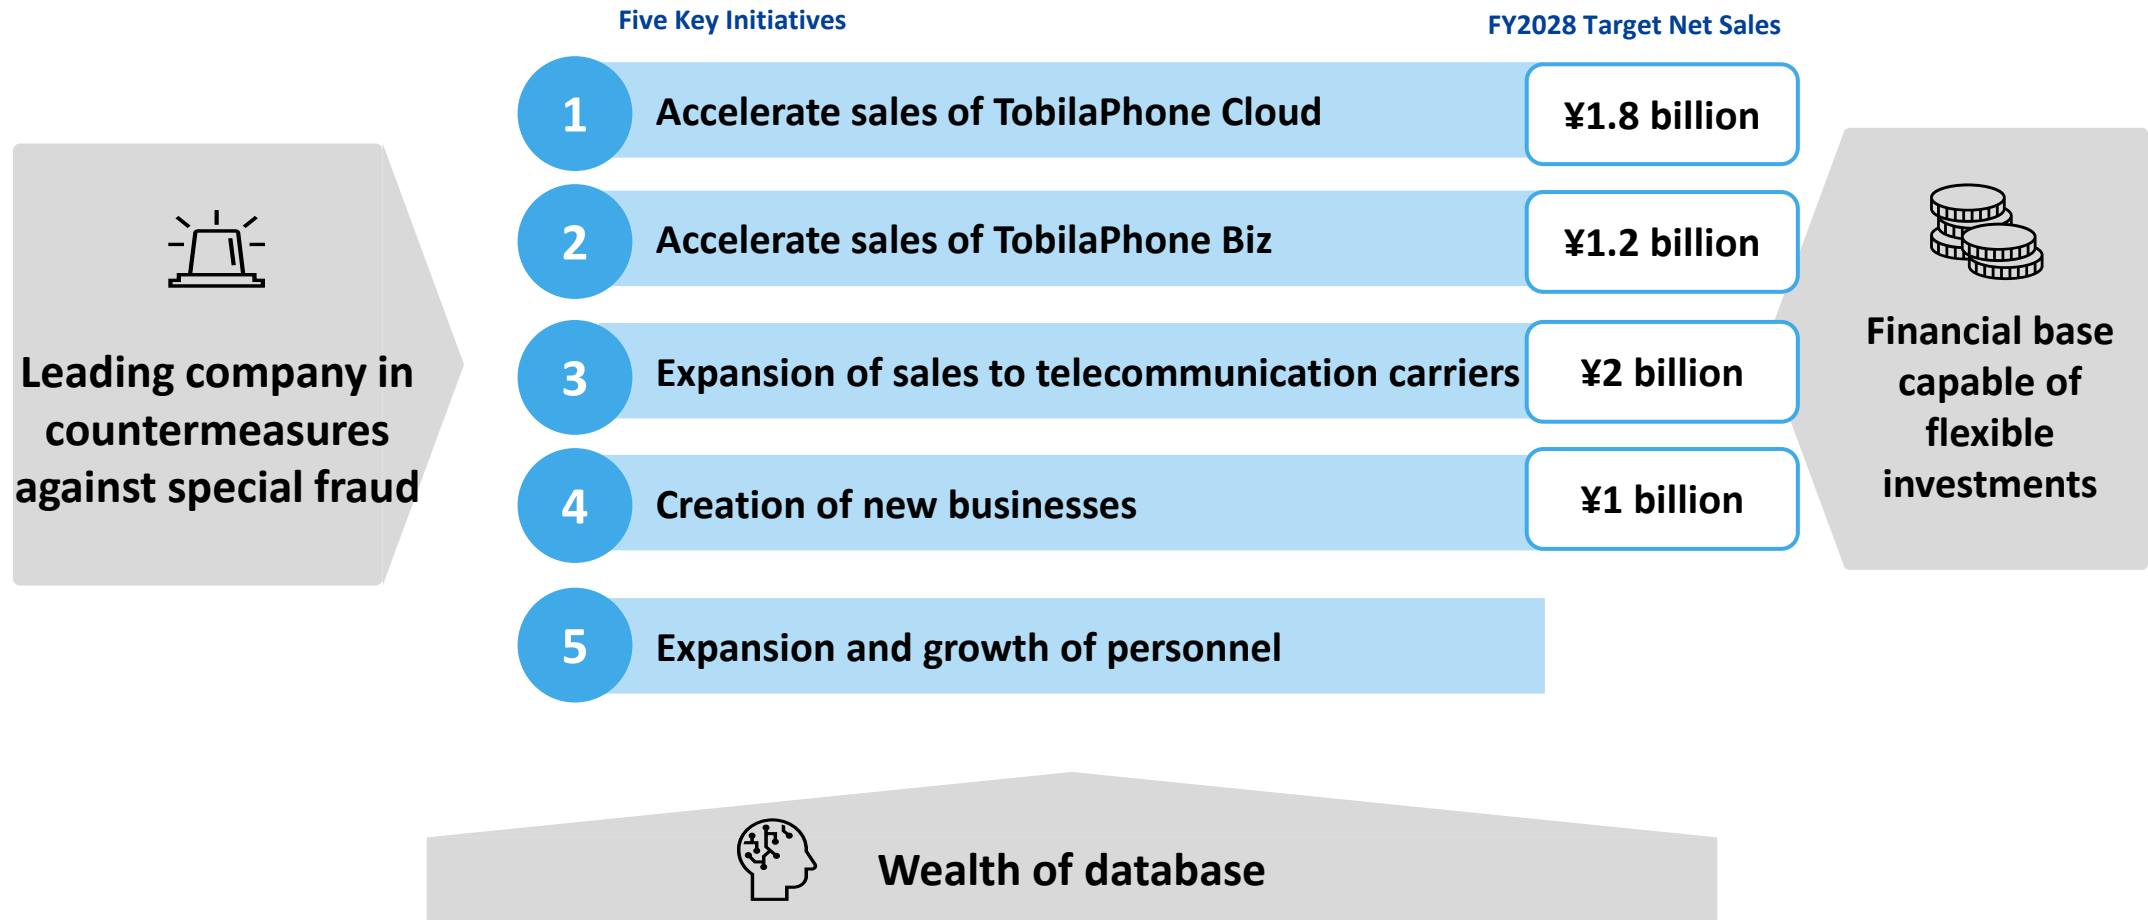 Five Key Initiatives
FY2028 Target Net Sales
1
Accelerate sales of TobilaPhone Cloud
¥1.8 billion
2
Accelerate sales of TobilaPhone Biz
¥1.2 billion
3
Expansion of sales to telecommunication carriers
¥2 billion
4
Creation of new businesses
¥1 billion
5
Expansion and growth of personnel
Leading company in
countermeasures
against special fraud
Financial base
capable of
flexible
investments
Wealth of database